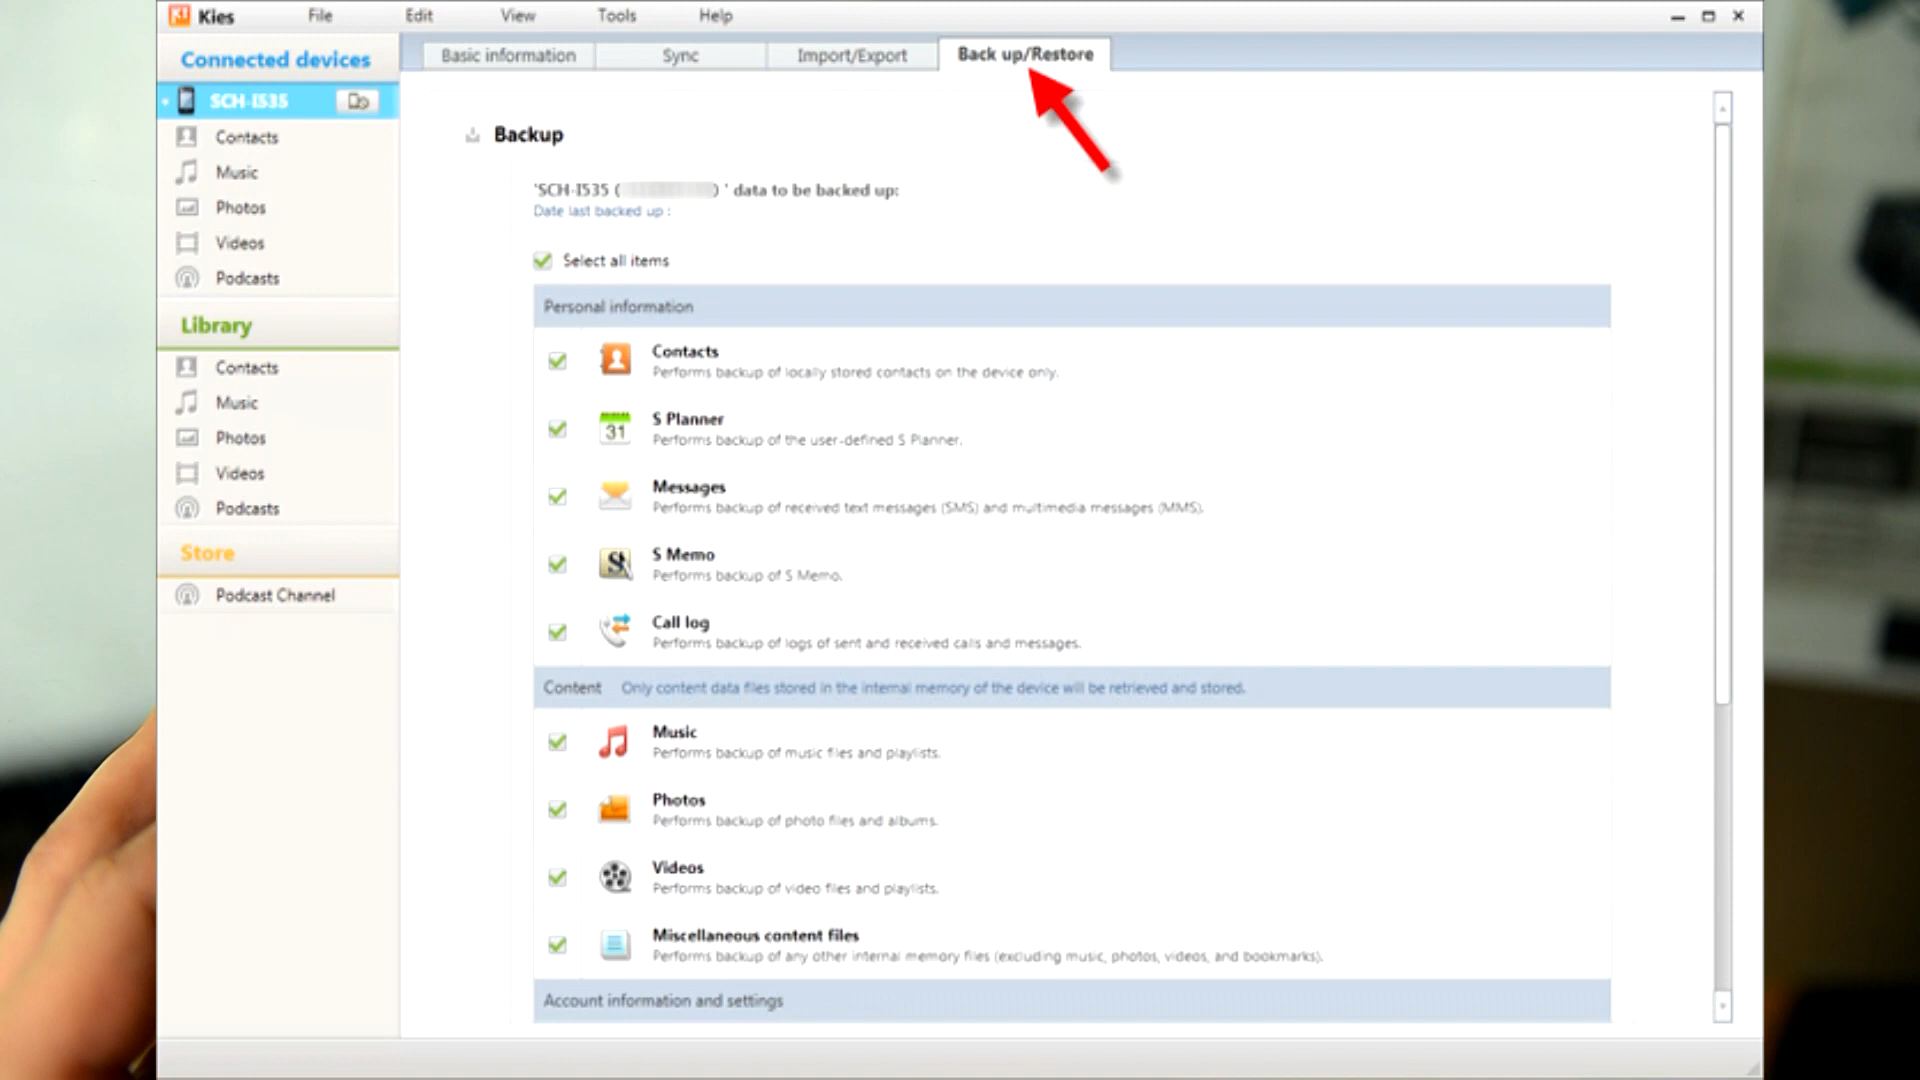 Kies File Edit View Tools Help
Connected devices
Basic information Sync Import/Export Back up/Restore
SCH-I535
Contacts
Music
Photos
Videos
Podcasts
Library
Contacts
Music
Photos
Videos
Podcasts
Store
Podcast Channel
Backup
'SCH-I535 ( ) ' data to be backed up:
Date last backed up :
Select all items
Personal information
Contacts
Performs backup of locally stored contacts on the device only.
31
S Planner
Performs backup of the user-defined S Planner.
Messages
Performs backup of received text messages (SMS) and multimedia messages (MMS).
S Memo
Performs backup of S Memo.
Call log
Performs backup of logs of sent and received calls and messages.
Content Only content data files stored in the internal memory of the device will be retrieved and stored.
Music
Performs backup of music files and playlists.
Photos
Performs backup of photo files and albums.
Videos
Performs backup of video files and playlists.
Miscellaneous content files
Performs backup of any other internal memory files (excluding music, photos, videos, and bookmarks).
Account information and settings